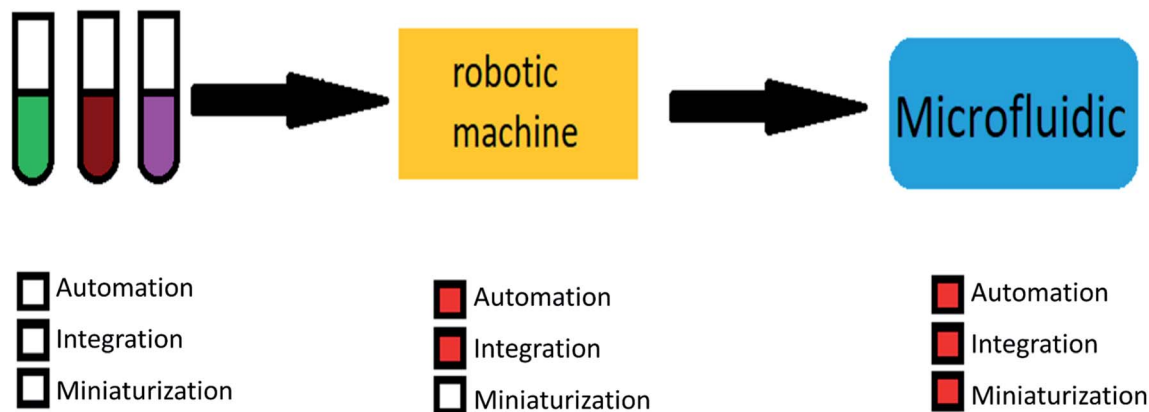 robotic
machine
Microfluidic
Automation
Integration
Miniaturization
Automation
Integration
Miniaturization
Automation
Integration
Miniaturization